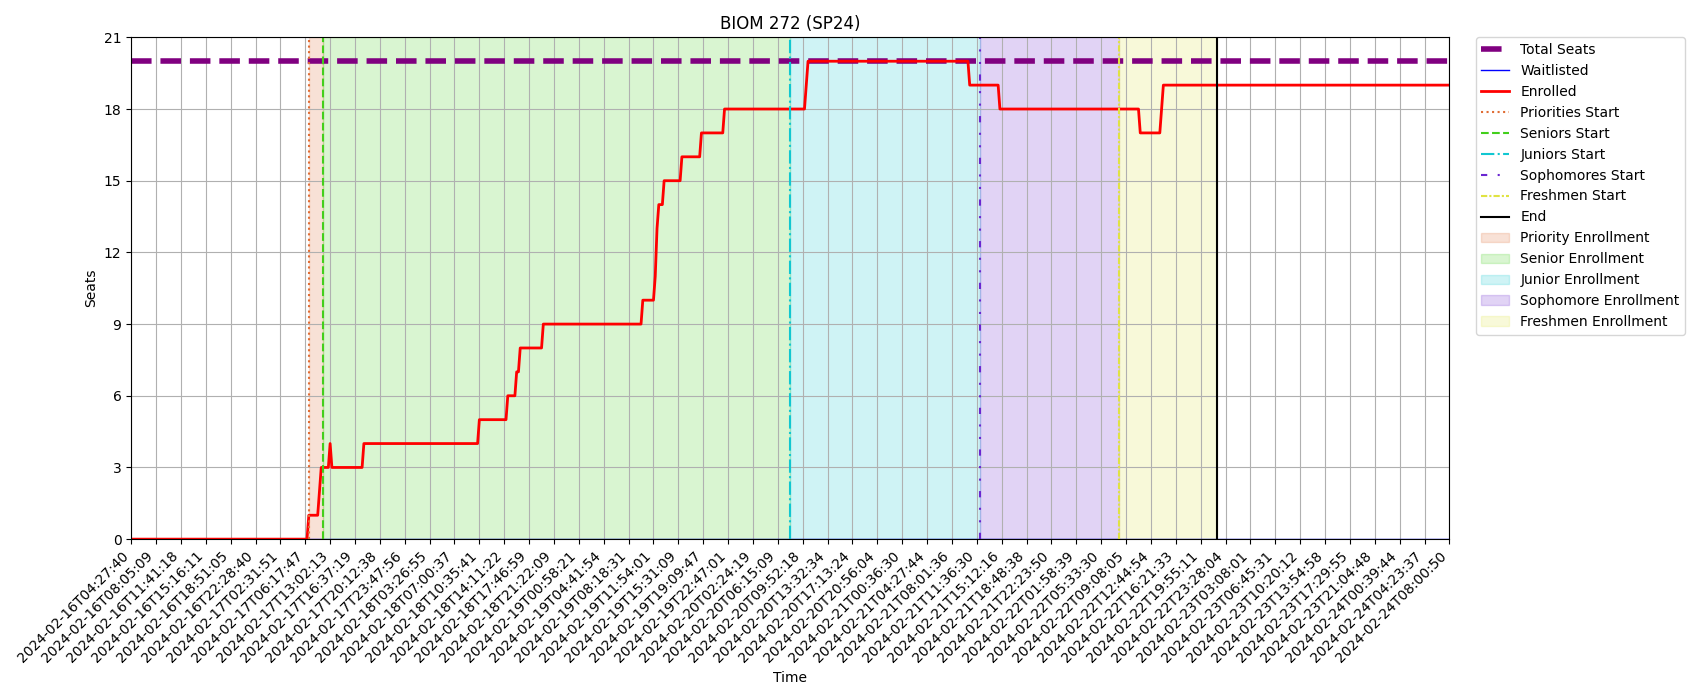 BIOM 272 (SP24)
21
18
15
12
9
6
3
0
Seats
2024-02-16T04:27:40
2024-02-16T08:05:09
2024-02-16T11:41:18
2024-02-16T15:16:11
2024-02-16T18:51:05
2024-02-16T22:28:40
2024-02-17T02:31:51
2024-02-17T06:17:47
2024-02-17T13:02:13
2024-02-17T16:37:19
2024-02-17T20:12:38
2024-02-17T23:47:56
2024-02-18T03:26:55
2024-02-18T07:00:37
2024-02-18T10:35:41
2024-02-18T14:11:22
2024-02-18T17:46:59
2024-02-18T21:22:09
2024-02-19T00:58:21
2024-02-19T04:41:54
2024-02-19T08:18:31
2024-02-19T11:54:01
2024-02-19T15:31:09
2024-02-19T19:09:47
2024-02-19T22:47:01
2024-02-20T02:24:19
2024-02-20T06:15:09
2024-02-20T09:52:18
2024-02-20T13:32:34
2024-02-20T17:13:24
2024-02-20T20:56:04
2024-02-21T00:36:30
2024-02-21T04:27:44
2024-02-21T08:01:36
2024-02-21T11:36:30
2024-02-21T15:12:16
2024-02-21T18:48:38
2024-02-21T22:23:50
2024-02-22T01:58:39
2024-02-22T05:33:30
2024-02-22T09:08:05
2024-02-22T12:44:54
2024-02-22T16:21:33
2024-02-22T19:55:11
2024-02-22T23:28:04
2024-02-23T03:08:01
2024-02-23T06:45:31
2024-02-23T10:20:12
2024-02-23T13:54:58
2024-02-23T17:29:55
2024-02-23T21:04:48
2024-02-24T00:39:44
2024-02-24T04:23:37
2024-02-24T08:00:50
Time
Total Seats
Waitlisted
Enrolled
Priorities Start
Seniors Start
Juniors Start
Sophomores Start
Freshmen Start
End
Priority Enrollment
Senior Enrollment
Junior Enrollment
Sophomore Enrollment
Freshmen Enrollment